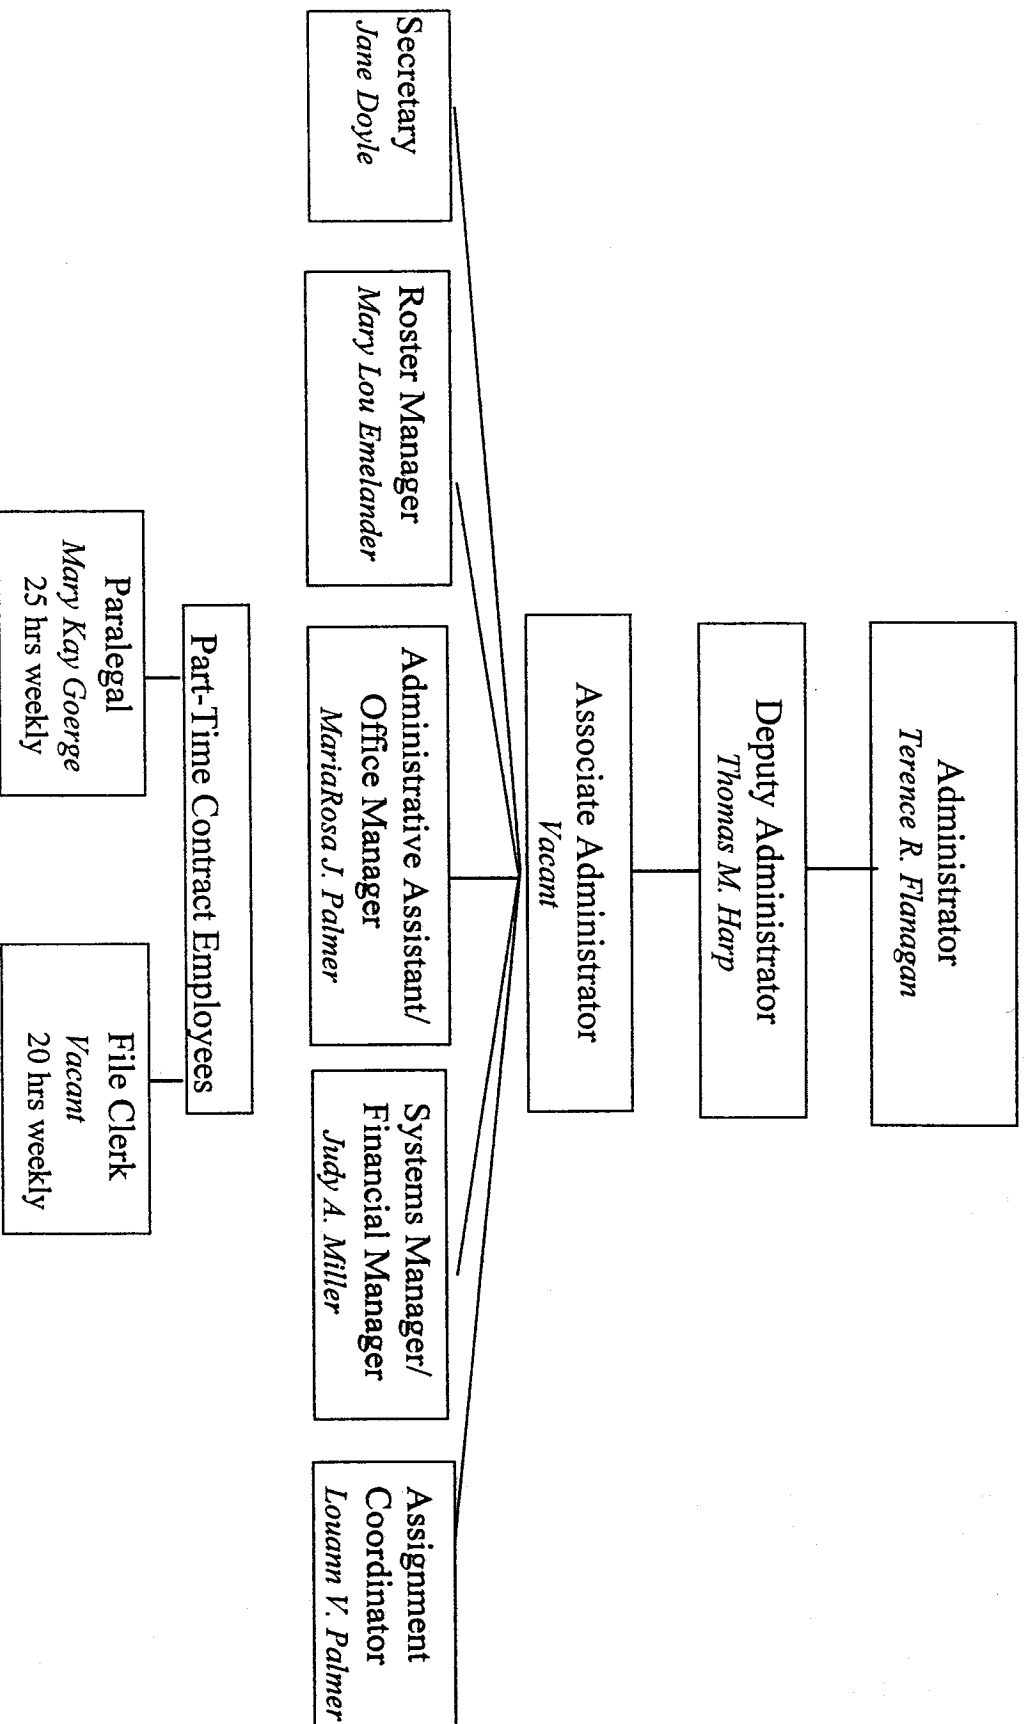 Administrator
Terence R. Flanagan
Deputy Administrator
Thomas M. Harp
Associate Administrator
Vacant
Secretary
Jane Doyle
Roster Manager
Mary Lou Emelander
Administrative Assistant/
Office Manager
MariaRosa J. Palmer
Systems Manager/
Financial Manager
Judy A. Miller
Assignment
Coordinator
Louann V. Palmer
Part-Time Contract Employees
Paralegal
Mary Kay Goerge
25 hrs weekly
File Clerk
Vacant
20 hrs weekly